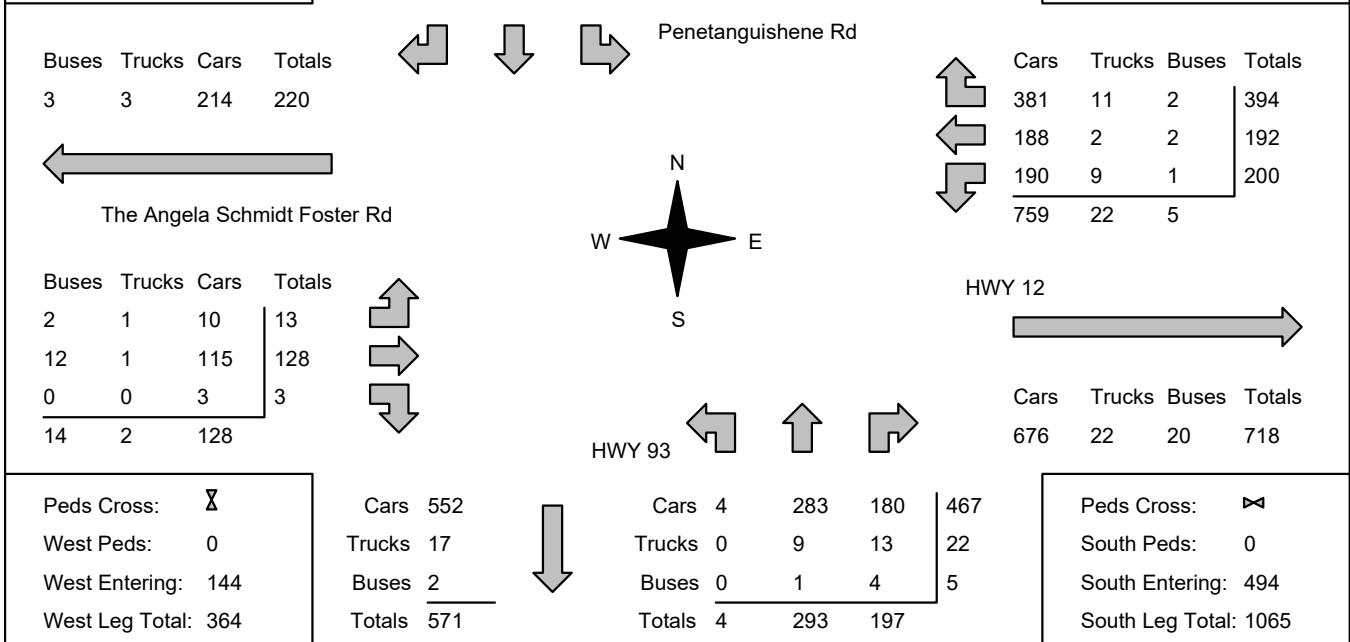 Penetanguishene Rd
Buses Trucks Cars Totals
3 3 214 220
Cars Trucks Buses Totals
381 11 2 394
188 2 2 192
190 9 1 200
759 22 5
The Angela Schmidt Foster Rd
N
W E
S
Buses Trucks Cars Totals
2 1 10 13
12 1 115 128
0 0 3 3
14 2 128
HWY 12
Cars Trucks Buses Totals
676 22 20 718
HWY 93
Peds Cross:
West Peds: 0
West Entering: 144
West Leg Total: 364
Cars 552
Trucks 17
Buses 2
Totals 571
Cars 4 283 180 467
Trucks 0 9 13 22
Buses 0 1 4 5
Totals 4 293 197
Peds Cross:
South Peds: 0
South Entering: 494
South Leg Total: 1065